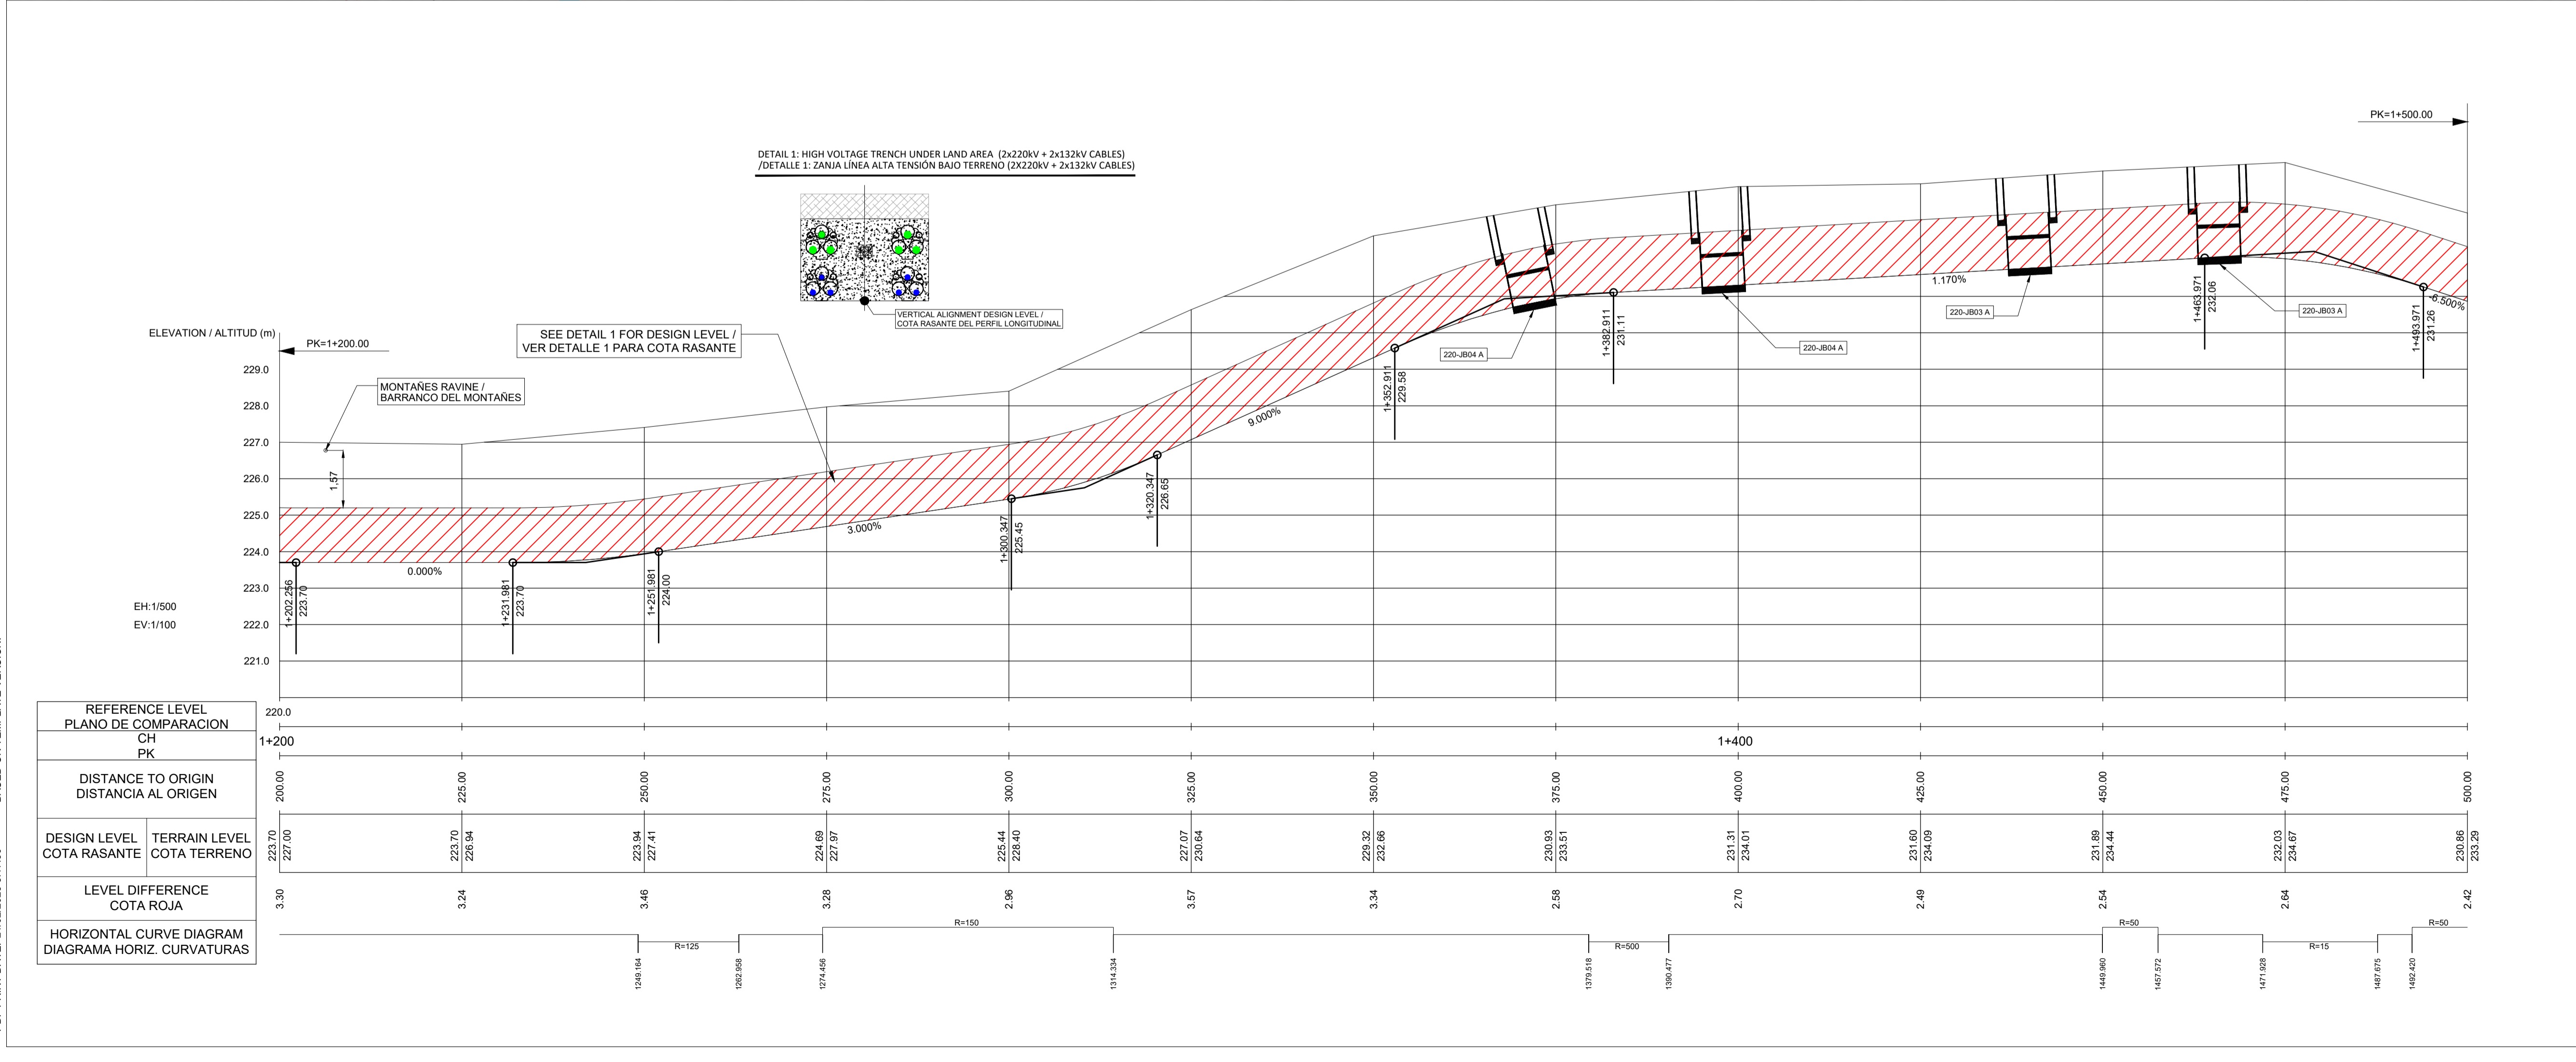 DETAIL 1: HIGH VOLTAGE TRENCH UNDER LAND AREA (2x220kV + 2x132kV CABLES)
/DETALLE 1: ZANJA LÍNEA ALTA TENSIÓN BAJO TERRENO (2X220kV + 2x132kV CABLES)
PK=1+500.00
VERTICAL ALIGNMENT DESIGN LEVEL /
COTA RASANTE DEL PERFIL LONGITUDINAL
SEE DETAIL 1 FOR DESIGN LEVEL /
VER DETALLE 1 PARA COTA RASANTE
ELEVATION / ALTITUD (m)
PK=1+200.00
MONTAÑES RAVINE /
BARRANCO DEL MONTAÑES
1,57
229.0
228.0
227.0
226.0
225.0
224.0
223.0
222.0
221.0
EH:1/500
EV:1/100
0.000%
3.000%
9.000%
1.170%
-6.500%
1+202.256
223.70
1+231.981
223.70
1+251.981
224.00
1+300.347
225.45
1+320.347
226.65
1+352.911
229.58
1+382.911
231.11
1+463.971
232.06
1+493.971
231.26
220-JB04 A
220-JB04 A
220-JB03 A
220-JB03 A
REFERENCE LEVEL
PLANO DE COMPARACION
220.0
CH
PK
1+200
1+400
DISTANCE TO ORIGIN
DISTANCIA AL ORIGEN
200.00
225.00
250.00
275.00
300.00
325.00
350.00
375.00
400.00
425.00
450.00
475.00
500.00
DESIGN LEVEL
COTA RASANTE
TERRAIN LEVEL
COTA TERRENO
223.70
227.00
223.70
226.94
223.94
227.41
224.69
227.97
225.44
228.40
227.07
230.64
229.32
232.66
230.93
233.51
231.31
234.01
231.60
234.09
231.89
234.44
232.03
234.67
230.86
233.29
LEVEL DIFFERENCE
COTA ROJA
3.30
3.24
3.46
3.28
2.96
3.57
3.34
2.58
2.70
2.49
2.54
2.64
2.42
HORIZONTAL CURVE DIAGRAM
DIAGRAMA HORIZ. CURVATURAS
R=125
R=150
R=500
R=50
R=15
R=50
1249.164
1262.958
1274.456
1314.334
1379.518
1390.477
1449.960
1457.572
1471.928
1487.675
1492.420